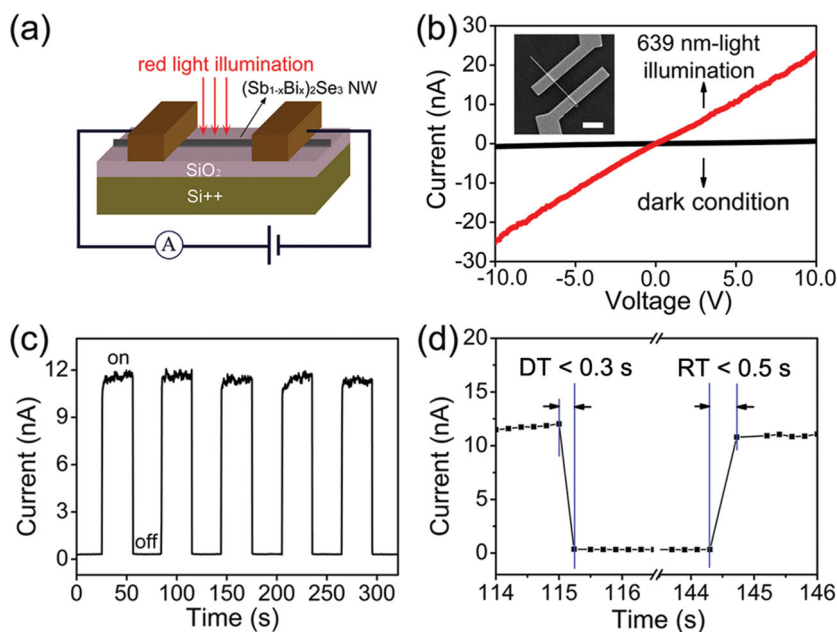 (a)
red light illumination
(Sb₁₋ₓBiₓ)₂Se₃ NW
SiO₂
Si++
A
(b)
639 nm-light
illumination
dark condition
Current (nA)
30
20
10
0
-10
-20
-30
-10.0
-5.0
0.0
5.0
10.0
Voltage (V)
(c)
on
off
Current (nA)
15
12
9
6
3
0
0
50
100
150
200
250
300
Time (s)
(d)
DT < 0.3 s
RT < 0.5 s
Current (nA)
20
15
10
5
0
114
115
116
144
145
146
Time (s)